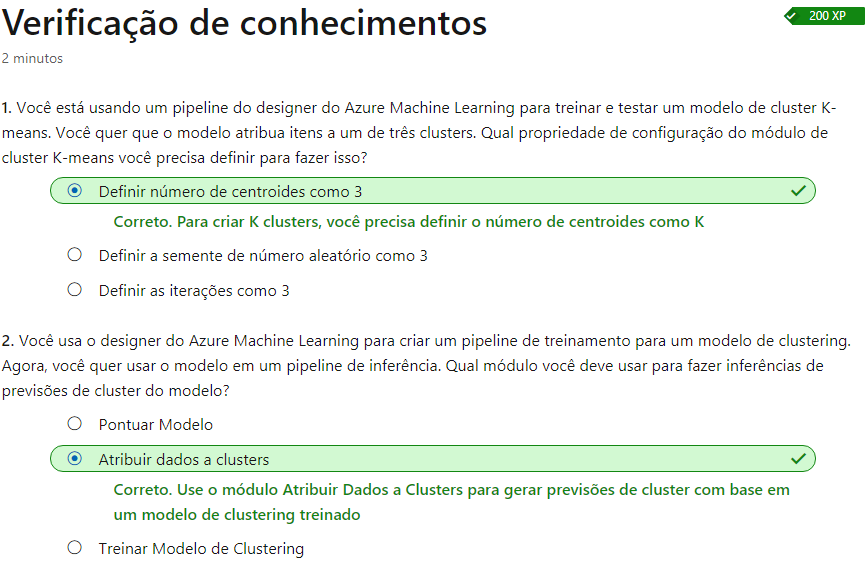 Verificação de conhecimentos
200 XP
2 minutos
1. Você está usando um pipeline do designer do Azure Machine Learning para treinar e testar um modelo de cluster K-
means. Você quer que o modelo atribua itens a um de três clusters. Qual propriedade de configuração do módulo de
cluster K-means você precisa definir para fazer isso?
Definir número de centroides como 3
Correto. Para criar K clusters, você precisa definir o número de centroides como K
Definir a semente de número aleatório como 3
Definir as iterações como 3
2. Você usa o designer do Azure Machine Learning para criar um pipeline de treinamento para um modelo de clustering.
Agora, você quer usar o modelo em um pipeline de inferência. Qual módulo você deve usar para fazer inferências de
previsões de cluster do modelo?
Pontuar Modelo
Atribuir dados a clusters
Correto. Use o módulo Atribuir Dados a Clusters para gerar previsões de cluster com base em
um modelo de clustering treinado
Treinar Modelo de Clustering